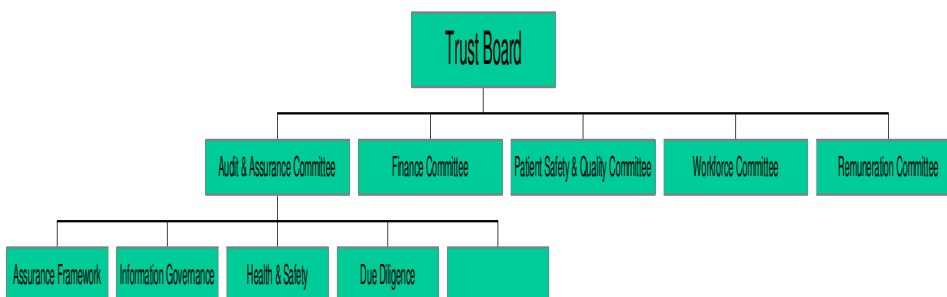 Trust Board
Audit & Assurance Committee
Finance Committee
Patient Safety & Quality Committee
Workforce Committee
Remuneration Committee
Assurance Framework
Information Governance
Health & Safety
Due Diligence